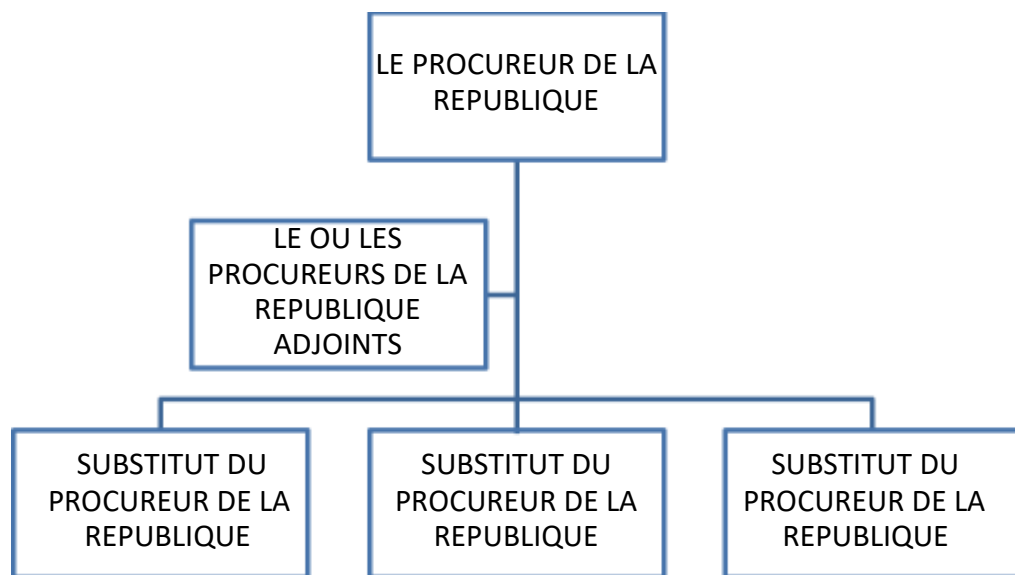 LE PROCUREUR DE LA
REPUBLIQUE
LE OU LES
PROCUREURS DE LA
REPUBLIQUE
ADJOINTS
SUBSTITUT DU
PROCUREUR DE LA
REPUBLIQUE
SUBSTITUT DU
PROCUREUR DE LA
REPUBLIQUE
SUBSTITUT DU
PROCUREUR DE LA
REPUBLIQUE